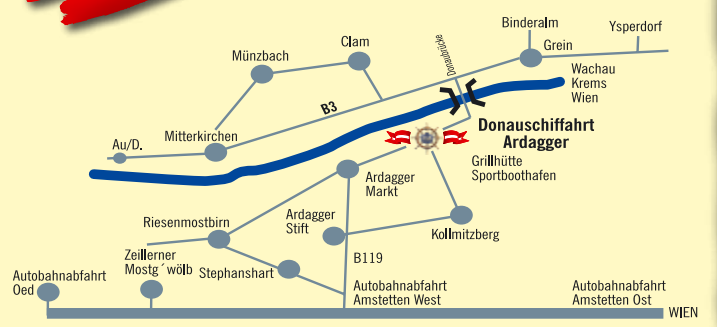 Binderalm
Ysperdorf
Clam
Donaubrücke
Grein
Münzbach
Wachau
Krems
Wien
B3
Mitterkirchen
Au/D.
Donauschiffahrt
Ardagger
Grillhütte
Sportboothafen
Ardagger
Markt
Riesenmostbirn
Ardagger
Stift
Kollmitzberg
Zeillerner
Mostg´wölb
Stephanshart
B119
Autobahnabfahrt
Oed
Autobahnabfahrt
Amstetten West
Autobahnabfahrt
Amstetten Ost
WIEN